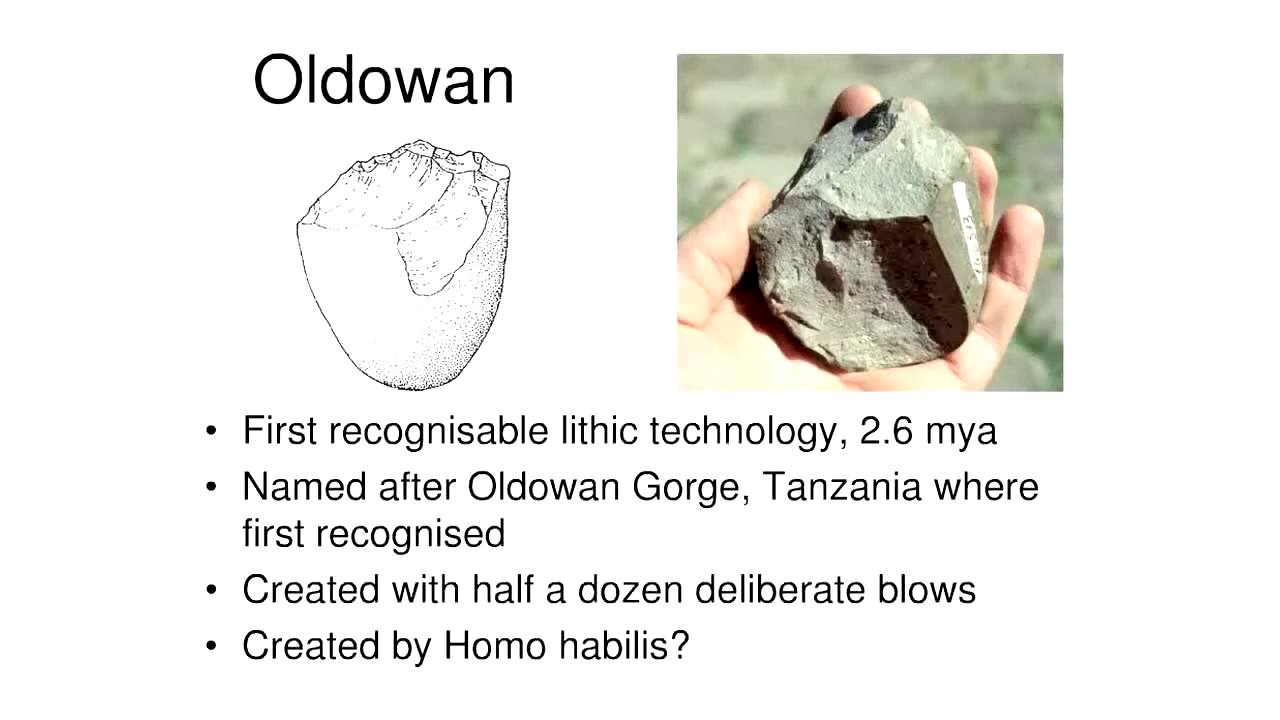 Oldowan
• First recognisable lithic technology, 2.6 mya
• Named after Oldowan Gorge, Tanzania where
first recognised
• Created with half a dozen deliberate blows
• Created by Homo habilis?